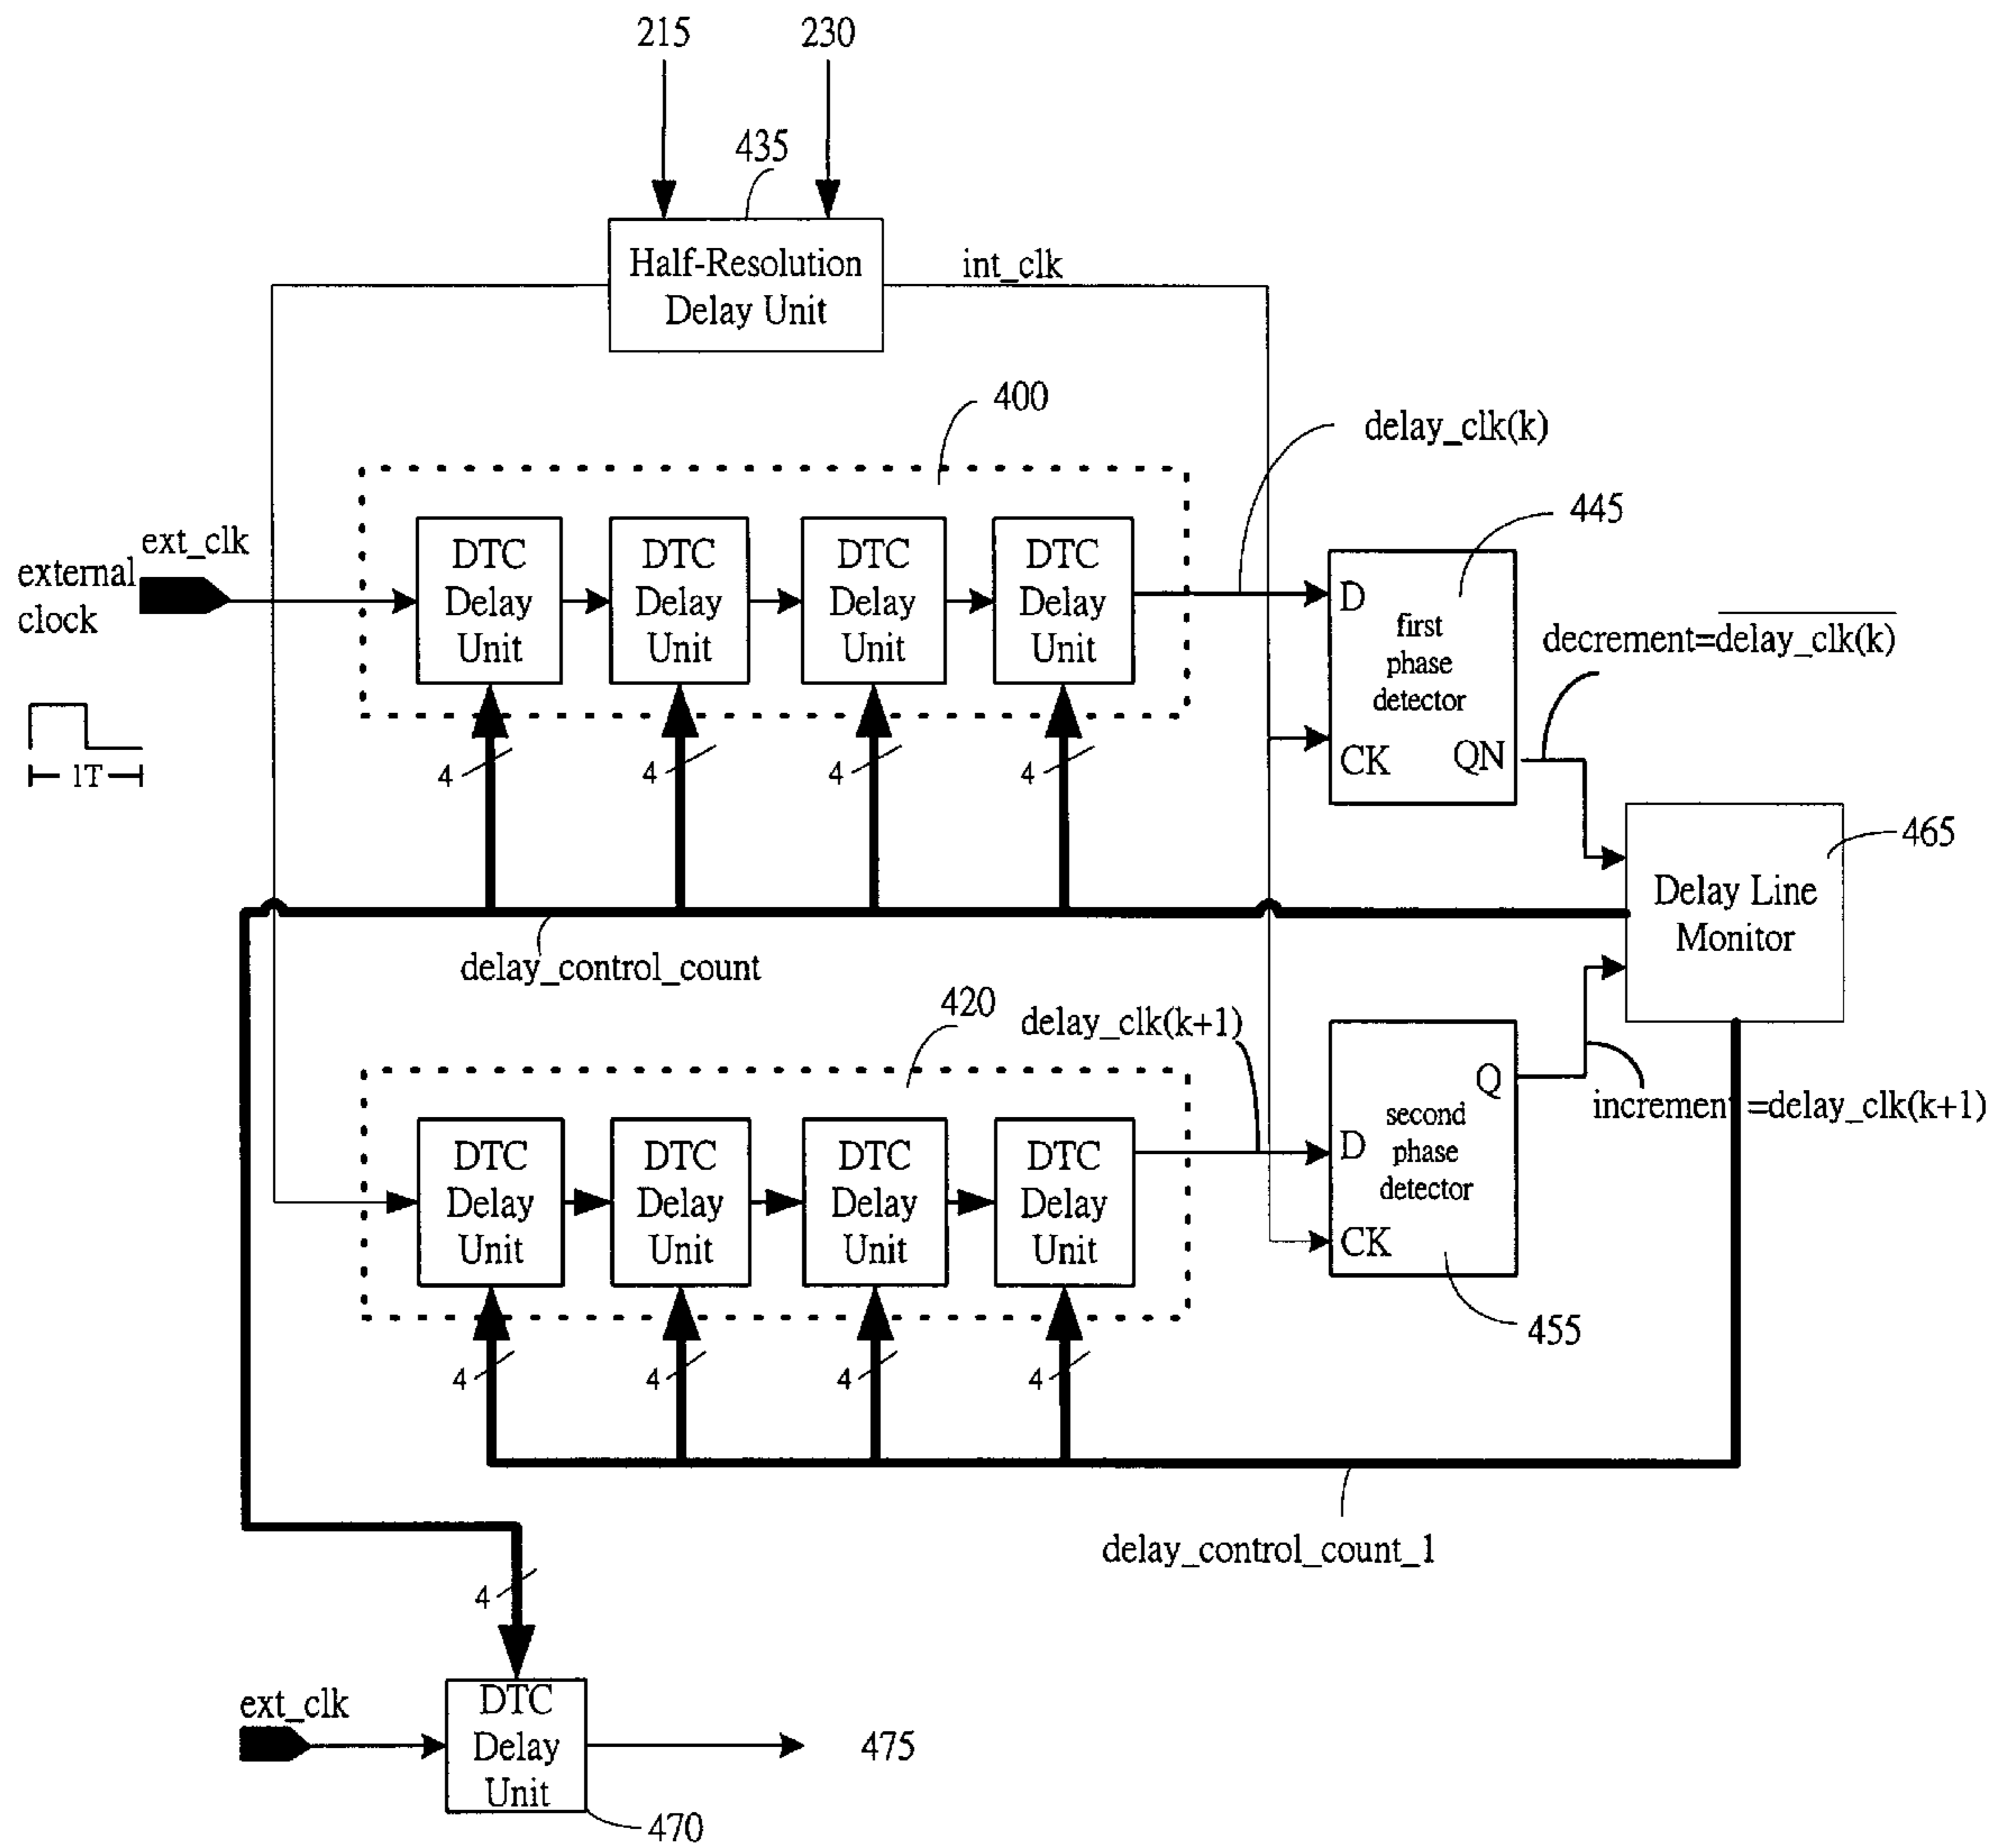 215
230
435
Half-Resolution
Delay Unit
int_clk
400
delay_clk(k)
445
ext_clk
external
clock
DTC
Delay
Unit
DTC
Delay
Unit
DTC
Delay
Unit
DTC
Delay
Unit
D
first
phase
detector
CK
QN
decrement=delay_clk(k)
1T
4
4
4
4
465
Delay Line
Monitor
delay_control_count
420
delay_clk(k+1)
Q
increment=delay_clk(k+1)
DTC
Delay
Unit
DTC
Delay
Unit
DTC
Delay
Unit
DTC
Delay
Unit
D
second
phase
detector
CK
455
4
4
4
4
delay_control_count_1
4
ext_clk
DTC
Delay
Unit
475
470